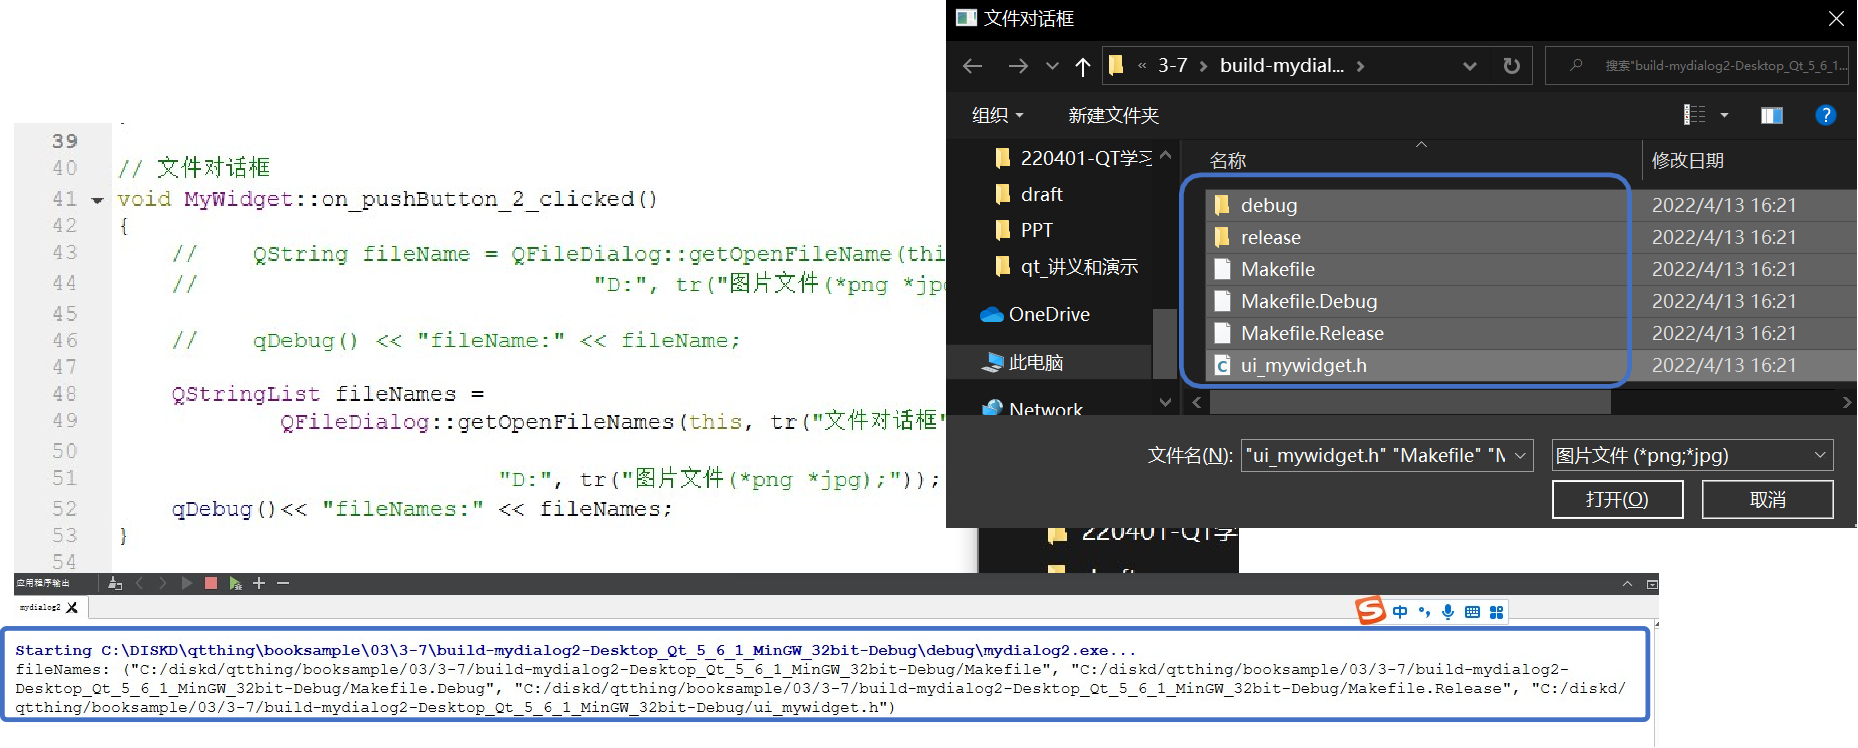 39
40 // 文件对话框
41 void MyWidget::on_pushButton_2_clicked()
42 {
43 // QString fileName = QFileDialog::getOpenFileName(thi
44 // "D:", tr("图片文件(*png *jpg
45
46 // qDebug() << "fileName:" << fileName;
47
48 QStringList fileNames =
49 QFileDialog::getOpenFileNames(this, tr("文件对话框"
50
51 "D:", tr("图片文件(*png *jpg);"));
52 qDebug()<< "fileNames:" << fileNames;
53 }
54
文件对话框
« 3-7 › build-mydial... ›
搜索"build-mydialog2-Desktop_Qt_5_6_1...
组织 新建文件夹
名称 修改日期
220401-QT学习
draft
PPT
qt_讲义和演示
OneDrive
此电脑
Network
debug 2022/4/13 16:21
release 2022/4/13 16:21
Makefile 2022/4/13 16:21
Makefile.Debug 2022/4/13 16:21
Makefile.Release 2022/4/13 16:21
ui_mywidget.h 2022/4/13 16:21
文件名(N): "ui_mywidget.h" "Makefile" "M
图片文件 (*png;*jpg)
打开(O) 取消
220401-QT学
draft
应用程序输出
mydialog2
中
Starting C:\DISKD\qtthing\booksample\03\3-7\build-mydialog2-Desktop_Qt_5_6_1_MinGW_32bit-Debug\debug\mydialog2.exe...
fileNames: ("C:/diskd/qtthing/booksample/03/3-7/build-mydialog2-Desktop_Qt_5_6_1_MinGW_32bit-Debug/Makefile", "C:/diskd/qtthing/booksample/03/3-7/build-mydialog2-
Desktop_Qt_5_6_1_MinGW_32bit-Debug/Makefile.Debug", "C:/diskd/qtthing/booksample/03/3-7/build-mydialog2-Desktop_Qt_5_6_1_MinGW_32bit-Debug/Makefile.Release", "C:/diskd/
qtthing/booksample/03/3-7/build-mydialog2-Desktop_Qt_5_6_1_MinGW_32bit-Debug/ui_mywidget.h")